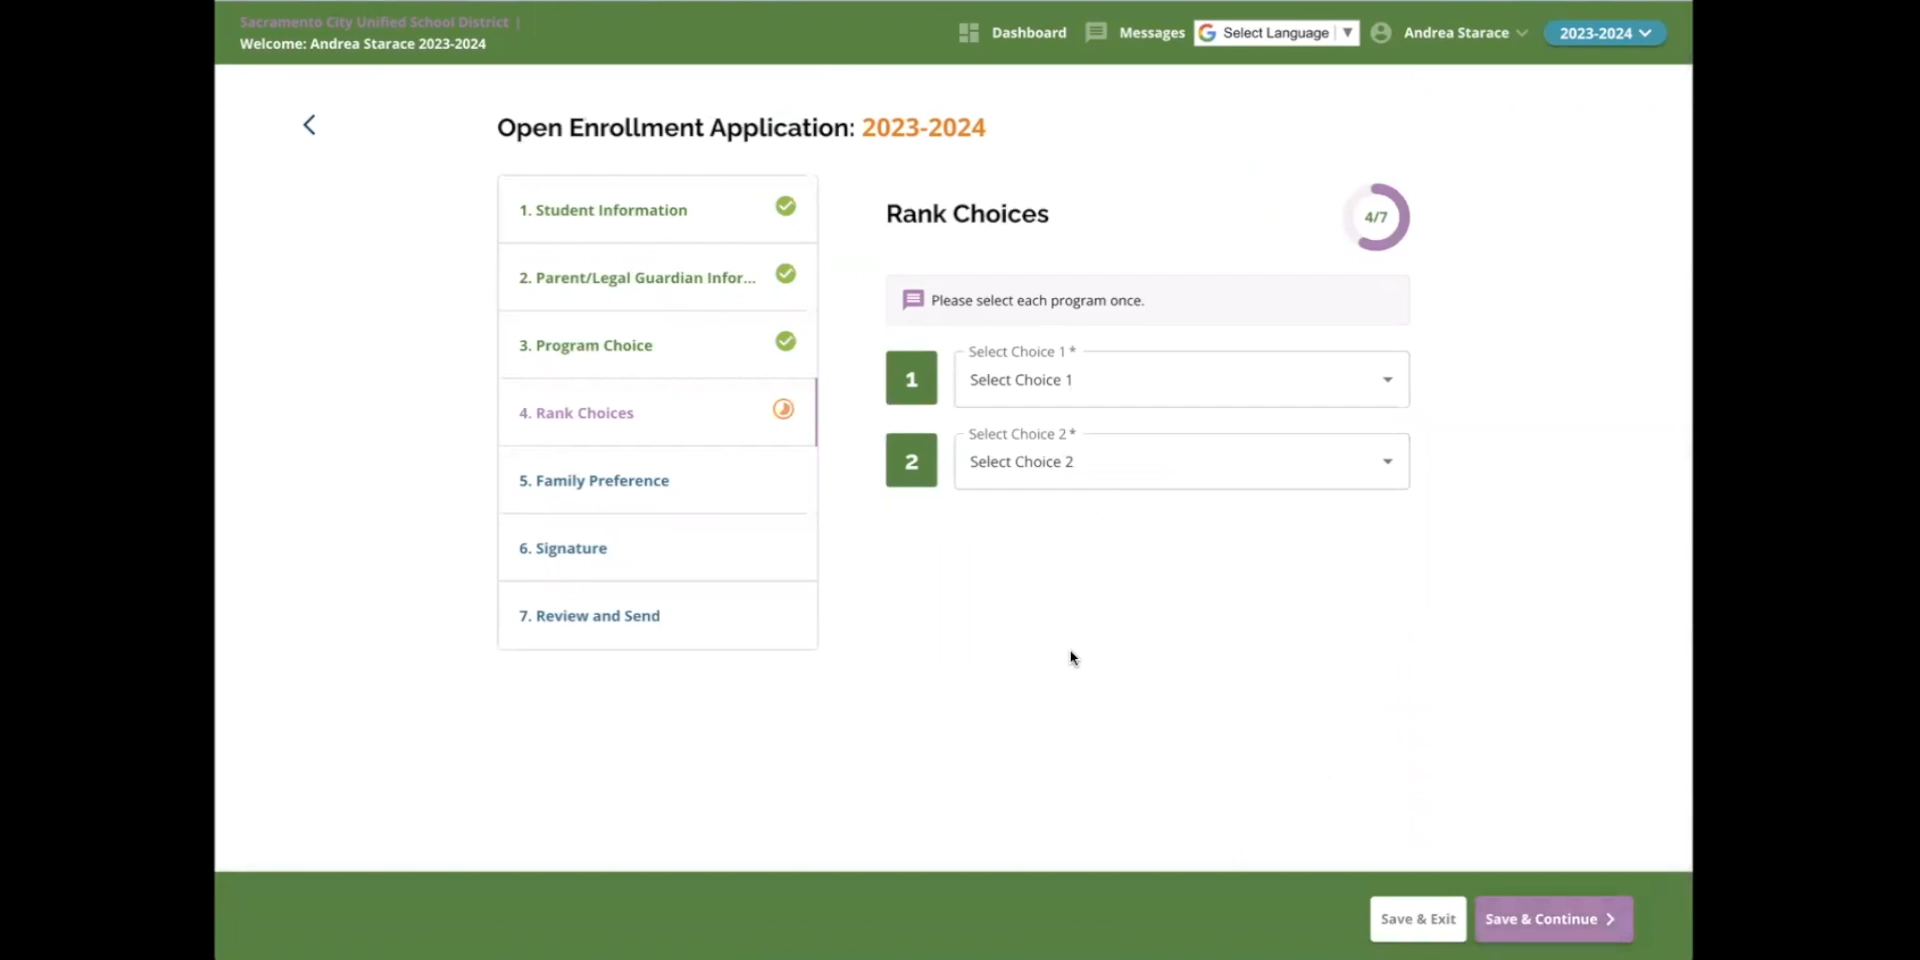 Sacramento City Unified School District |
Welcome: Andrea Starace 2023-2024
Dashboard
Messages
G Select Language ▼
Andrea Starace
2023-2024
Open Enrollment Application: 2023-2024
1. Student Information
2. Parent/Legal Guardian Infor...
3. Program Choice
4. Rank Choices
5. Family Preference
6. Signature
7. Review and Send
Rank Choices
4/7
Please select each program once.
1
Select Choice 1 *
Select Choice 1
2
Select Choice 2 *
Select Choice 2
Save & Exit
Save & Continue